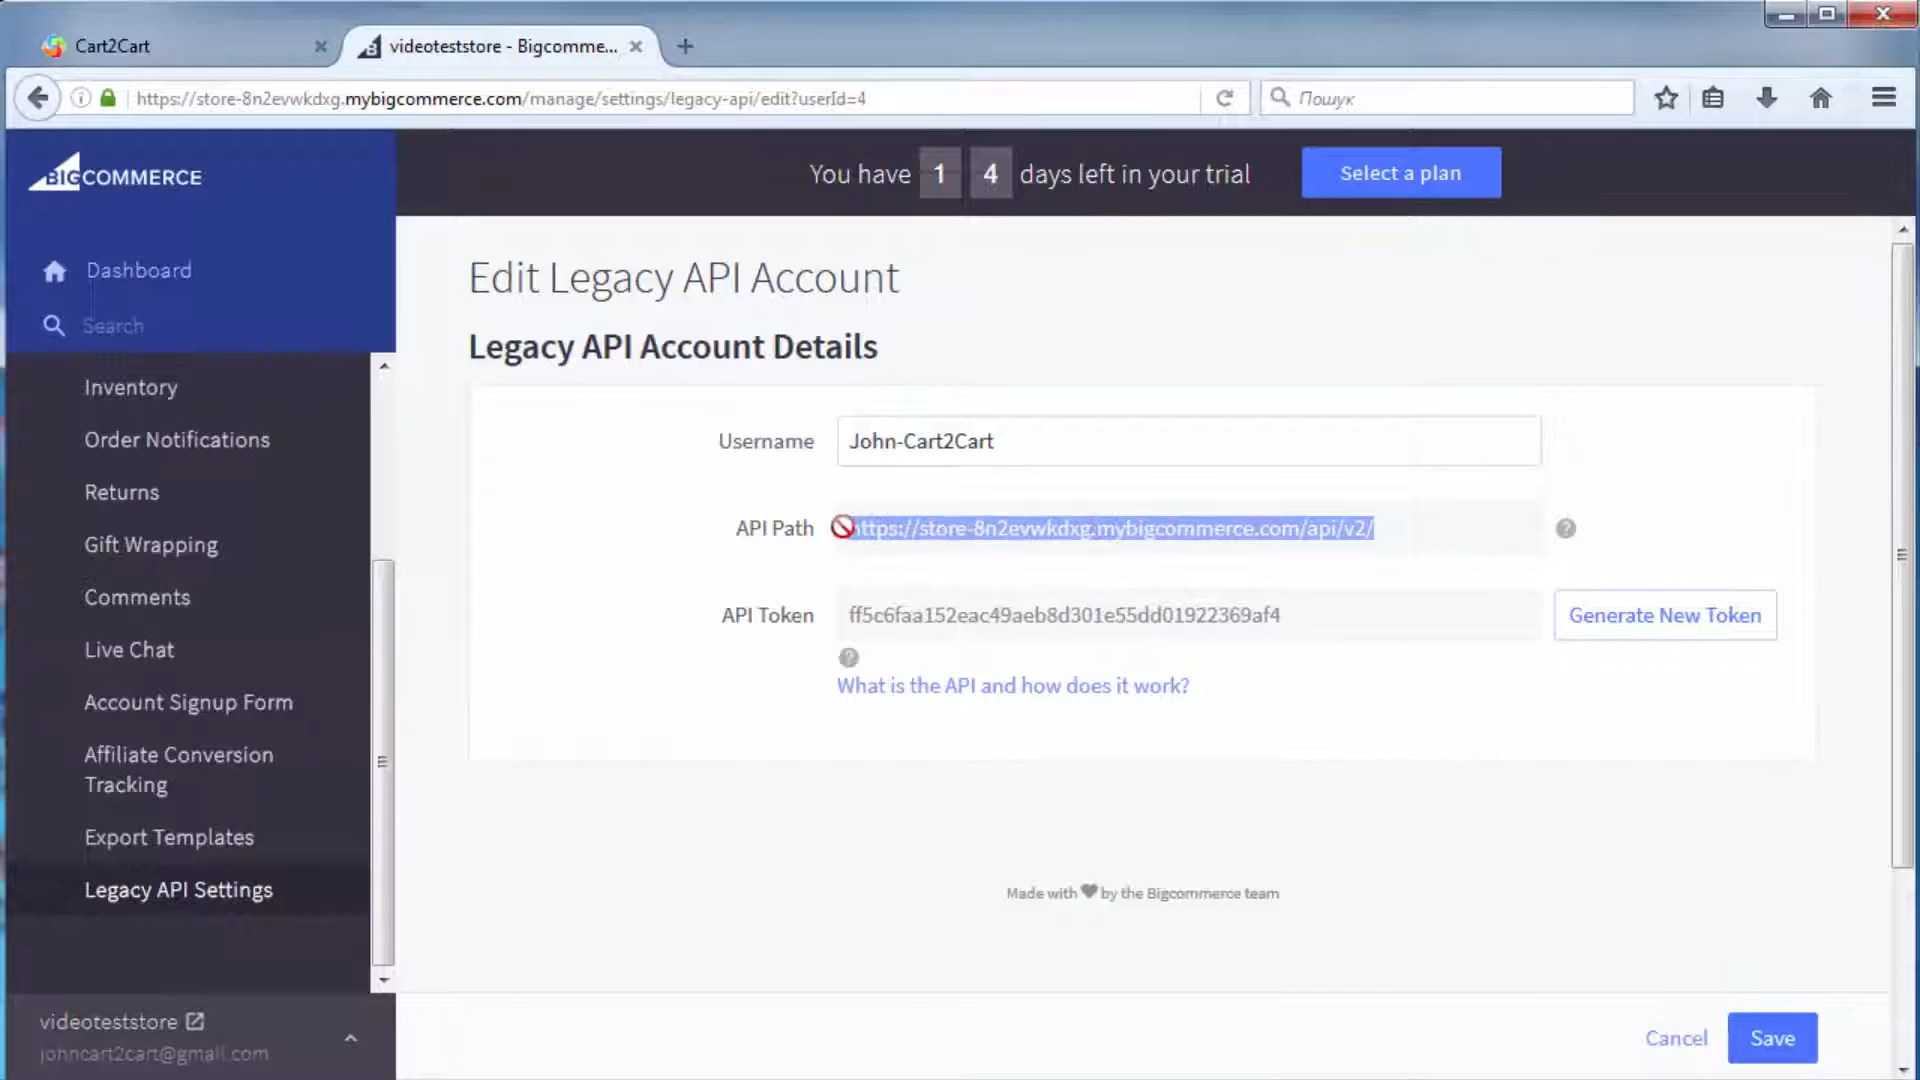 Cart2Cart
videoteststore - Bigcomme...
https://store-8n2evwkdxg.mybigcommerce.com/manage/settings/legacy-api/edit?userId=4
Пошук
BIGCOMMERCE
You have 1 4 days left in your trial
Select a plan
Dashboard
Search
Inventory
Order Notifications
Returns
Gift Wrapping
Comments
Live Chat
Account Signup Form
Affiliate Conversion
Tracking
Export Templates
Legacy API Settings
videoteststore
johncart2cart@gmail.com
Edit Legacy API Account
Legacy API Account Details
Username
John-Cart2Cart
API Path
https://store-8n2evwkdxg.mybigcommerce.com/api/v2/
API Token
ff5c6faa152eac49aeb8d301e55dd01922369af4
Generate New Token
What is the API and how does it work?
Made with ❤ by the Bigcommerce team
Cancel
Save